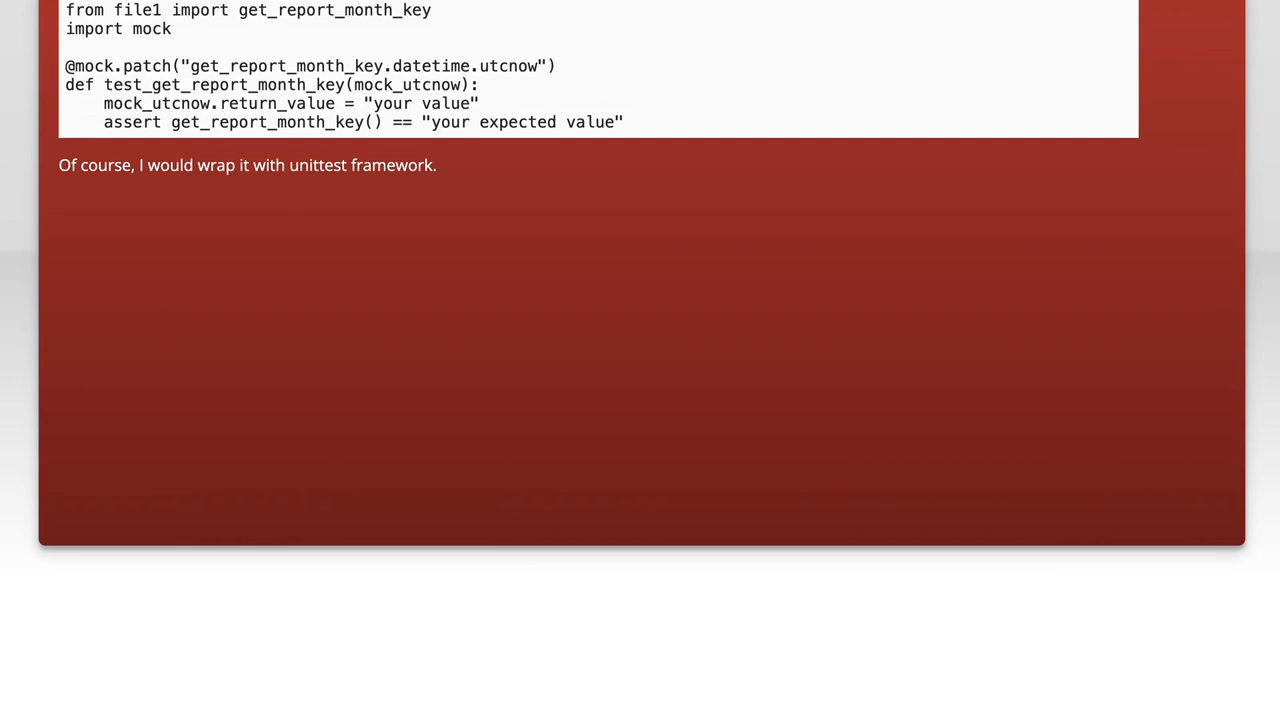 from file1 import get_report_month_key
import mock

@mock.patch("get_report_month_key.datetime.utcnow")
def test_get_report_month_key(mock_utcnow):
    mock_utcnow.return_value = "your value"
    assert get_report_month_key() == "your expected value"
Of course, I would wrap it with unittest framework.